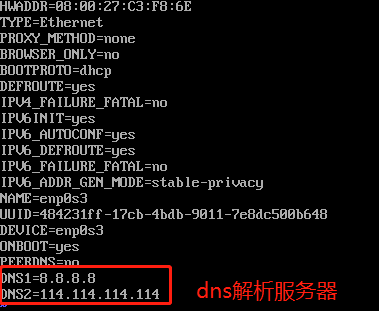 HWADDR=08:00:27:C3:F8:6E
TYPE=Ethernet
PROXY_METHOD=none
BROWSER_ONLY=no
BOOTPROTO=dhcp
DEFROUTE=yes
IPV4_FAILURE_FATAL=no
IPV6INIT=yes
IPV6_AUTOCONF=yes
IPV6_DEFROUTE=yes
IPV6_FAILURE_FATAL=no
IPV6_ADDR_GEN_MODE=stable-privacy
NAME=enp0s3
UUID=484231ff-17cb-4bdb-9011-7e8dc500b648
DEVICE=enp0s3
ONBOOT=yes
PEERDNS=no
DNS1=8.8.8.8
DNS2=114.114.114.114
dns解析服务器
~